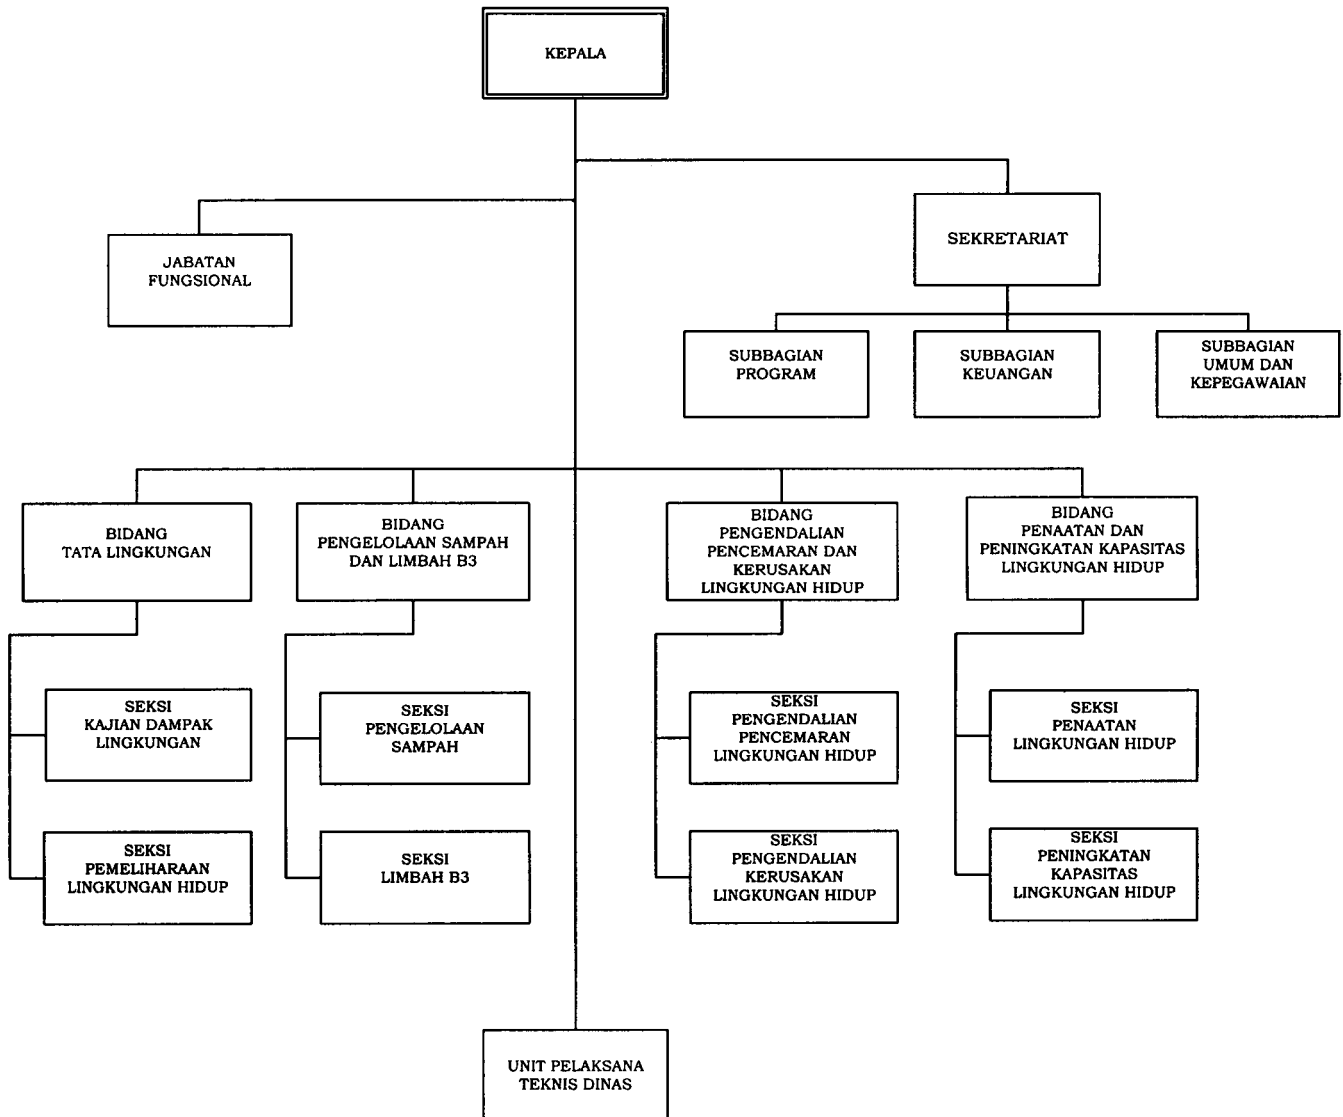 KEPALA
SEKRETARIAT
JABATAN
FUNGSIONAL
SUBBAGIAN
PROGRAM
SUBBAGIAN
KEUANGAN
SUBBAGIAN
UMUM DAN
KEPEGAWAIAN
BIDANG
TATA LINGKUNGAN
BIDANG
PENGELOLAAN SAMPAH
DAN LIMBAH B3
BIDANG
PENGENDALIAN
PENCEMARAN DAN
KERUSAKAN
LINGKUNGAN HIDUP
BIDANG
PENAATAN DAN
PENINGKATAN KAPASITAS
LINGKUNGAN HIDUP
SEKSI
KAJIAN DAMPAK
LINGKUNGAN
SEKSI
PENGELOLAAN
SAMPAH
SEKSI
PENGENDALIAN
PENCEMARAN
LINGKUNGAN HIDUP
SEKSI
PENAATAN
LINGKUNGAN HIDUP
SEKSI
PEMELIHARAAN
LINGKUNGAN HIDUP
SEKSI
LIMBAH B3
SEKSI
PENGENDALIAN
KERUSAKAN
LINGKUNGAN HIDUP
SEKSI
PENINGKATAN
KAPASITAS
LINGKUNGAN HIDUP
UNIT PELAKSANA
TEKNIS DINAS